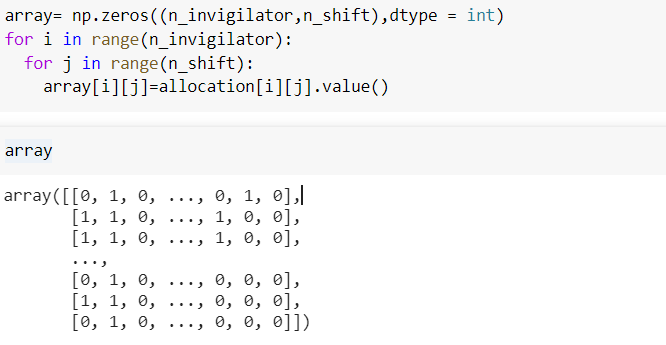 array= np.zeros((n_invigilator,n_shift),dtype = int)
for i in range(n_invigilator):
  for j in range(n_shift):
    array[i][j]=allocation[i][j].value()
array
array([[0, 1, 0, ..., 0, 1, 0],
       [1, 1, 0, ..., 1, 0, 0],
       [1, 1, 0, ..., 1, 0, 0],
       ...,
       [0, 1, 0, ..., 0, 0, 0],
       [1, 1, 0, ..., 0, 0, 0],
       [0, 1, 0, ..., 0, 0, 0]])